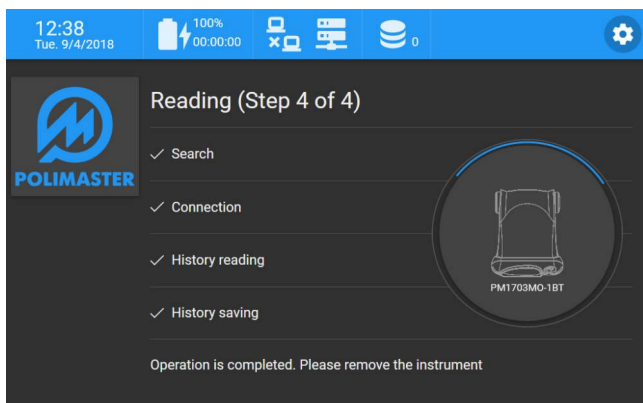 12:38
Tue. 9/4/2018
100%
00:00:00
0
POLIMASTER
Reading (Step 4 of 4)
Search
Connection
History reading
History saving
PM1703MO-1BT
Operation is completed. Please remove the instrument